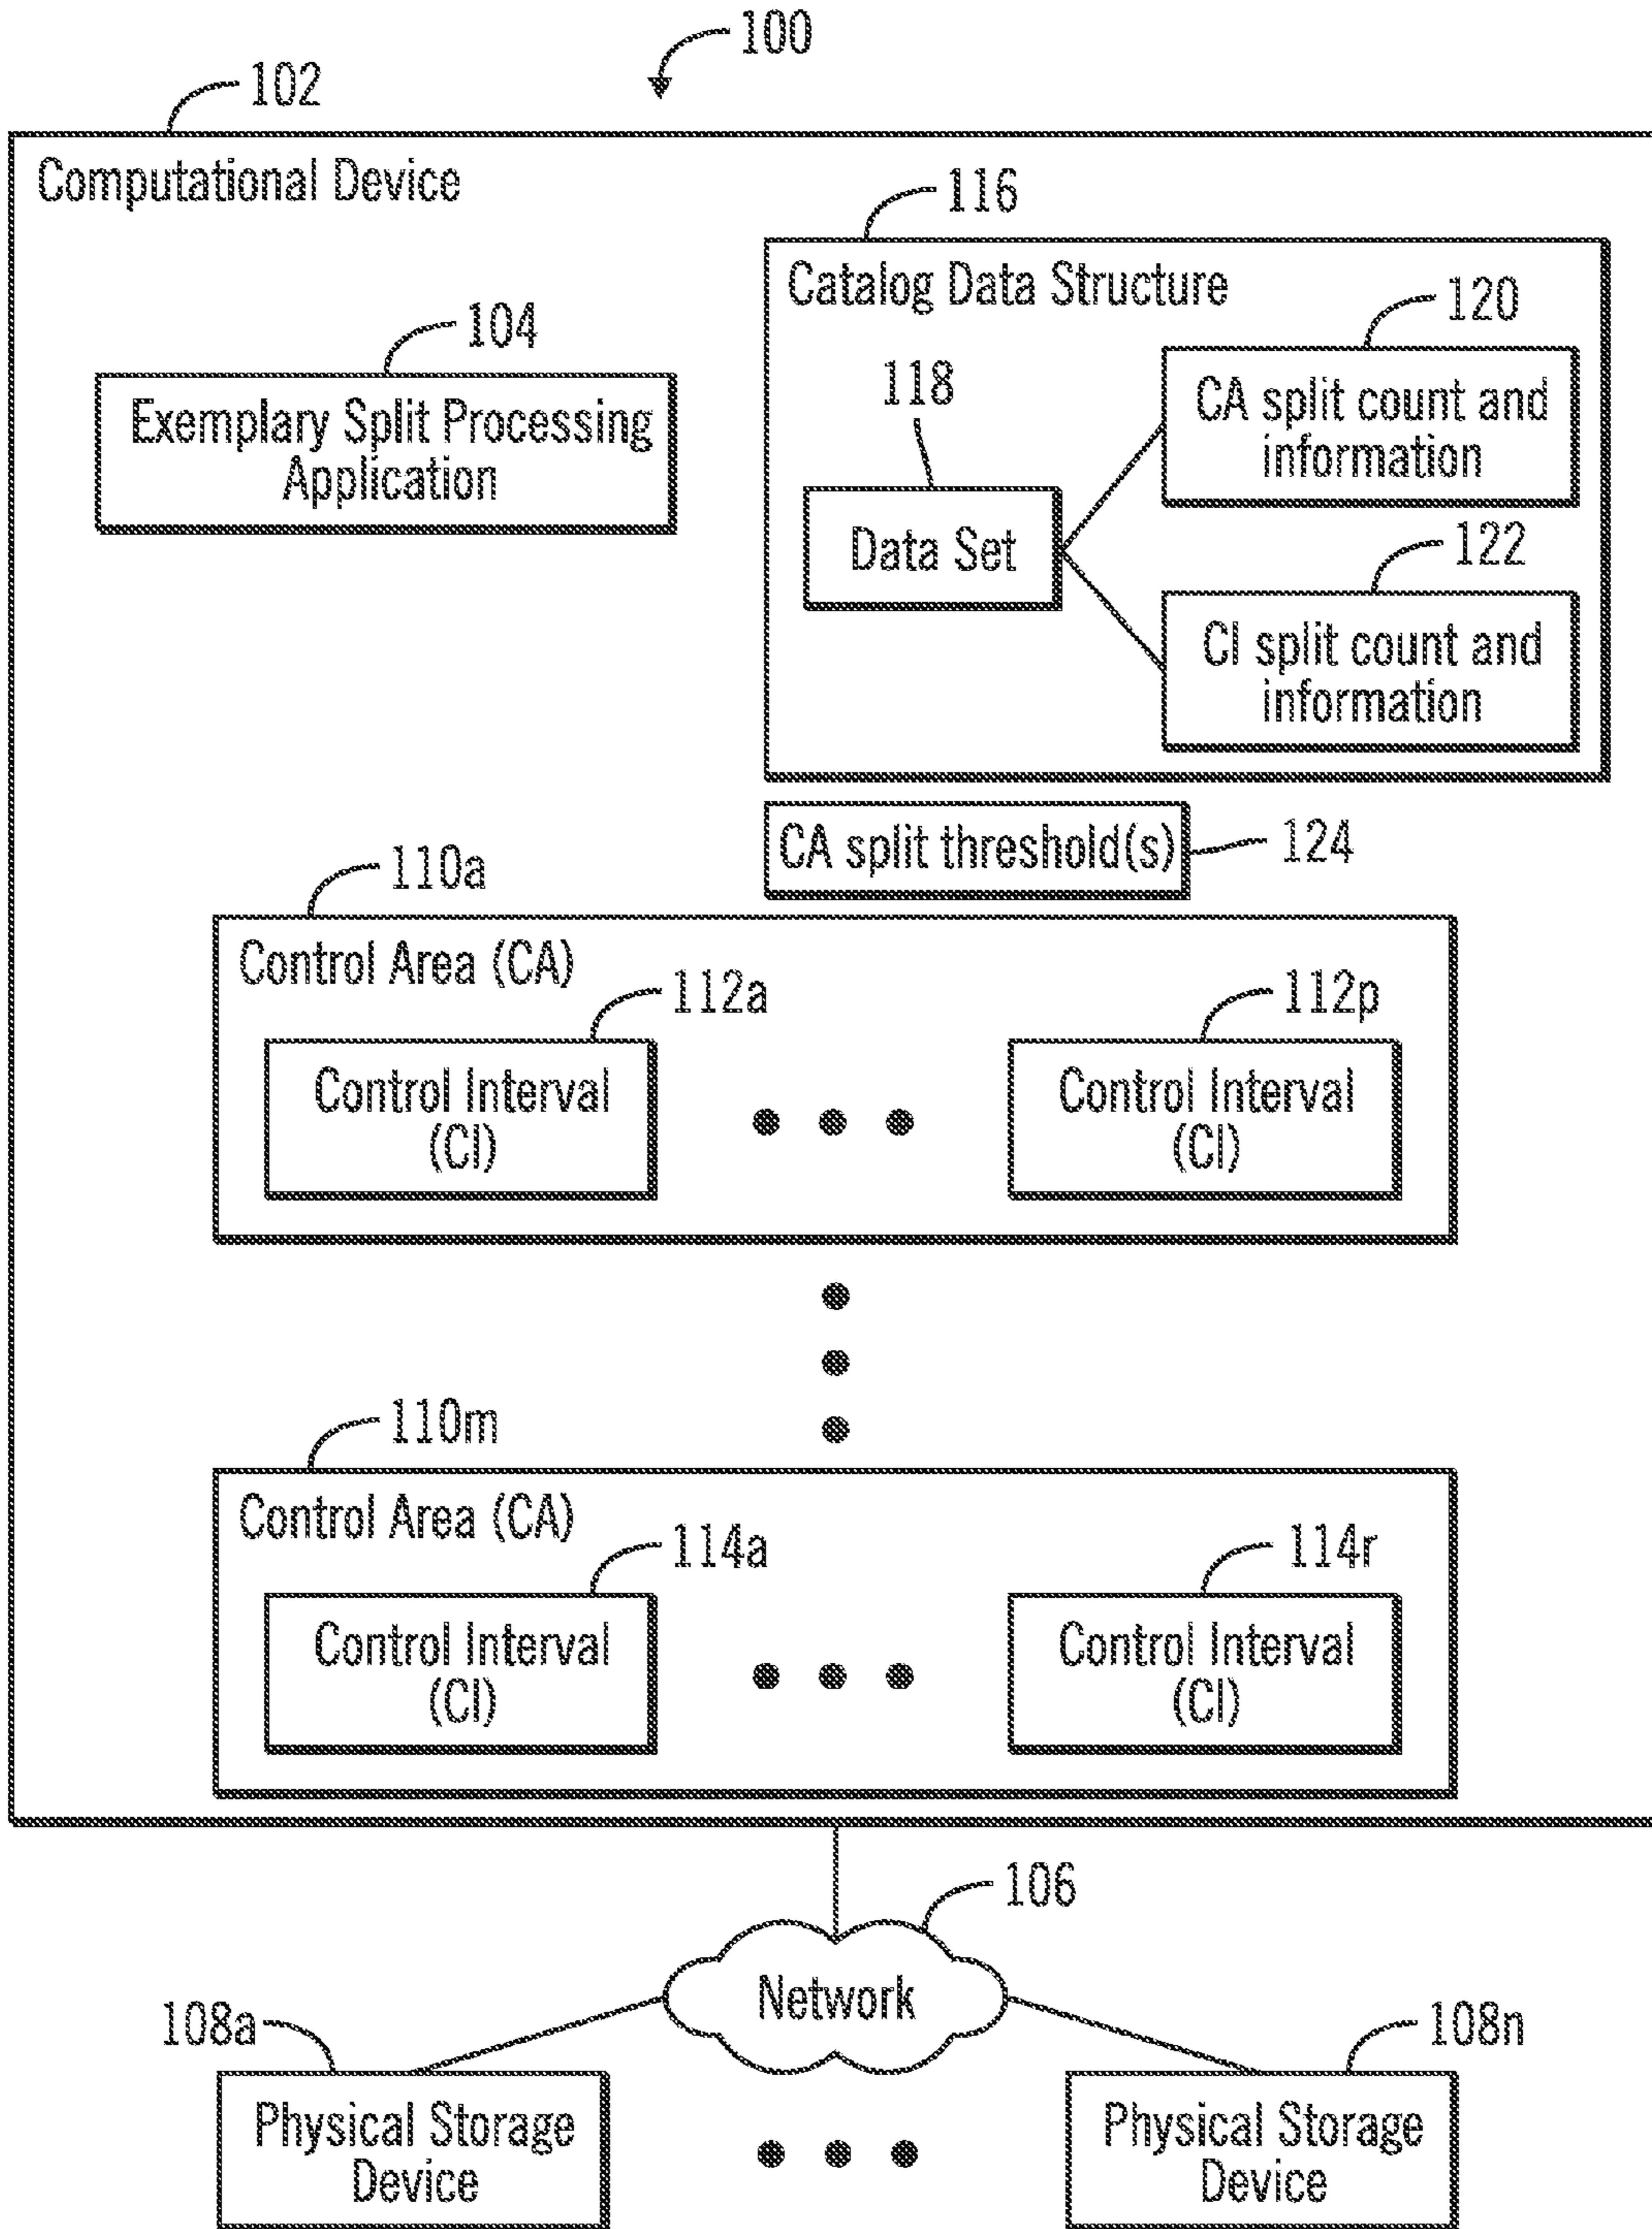 100
102
Computational Device
116
Catalog Data Structure
120
104
118
CA split count and
information
Exemplary Split Processing
Application
Data Set
122
CI split count and
information
CA split threshold(s)
124
110a
Control Area (CA)
112a
112p
Control Interval
(CI)
Control Interval
(CI)
110m
Control Area (CA)
114a
114r
Control Interval
(CI)
Control Interval
(CI)
106
Network
108a
108n
Physical Storage
Device
Physical Storage
Device